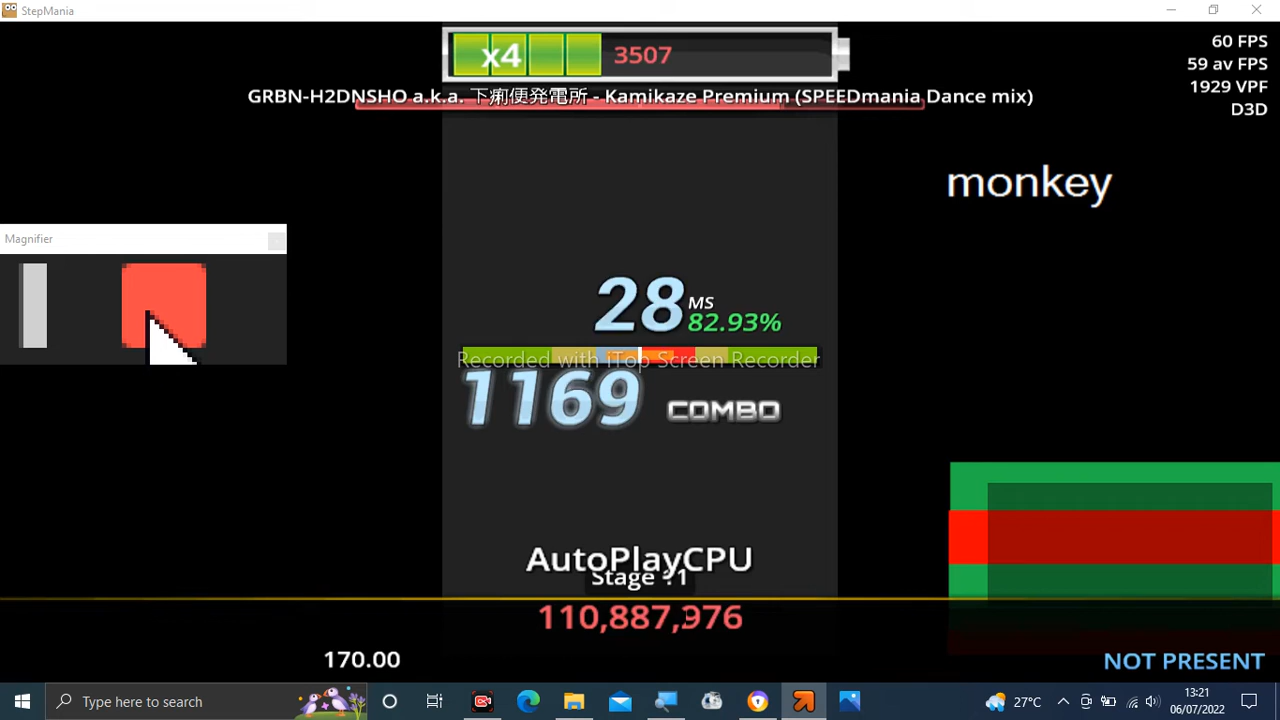 StepMania
x4 3507
60 FPS
59 av FPS
1929 VPF
D3D
GRBN-H2DNSHO a.k.a. 下痢便発電所 - Kamikaze Premium (SPEEDmania Dance mix)
monkey
Magnifier
28 MS
82.93%
Recorded with iTop Screen Recorder
1169 COMBO
AutoPlayCPU
Stage :1
110,887,976
170.00
NOT PRESENT
Type here to search
27°C
13:21
06/07/2022